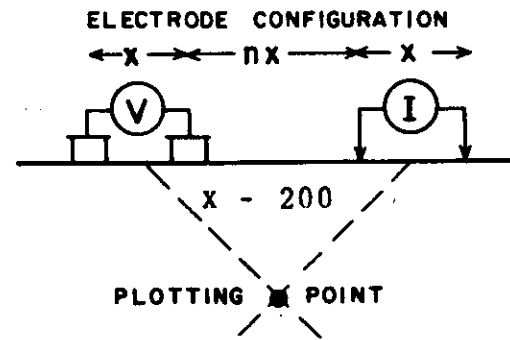 ELECTRODE CONFIGURATION
x nx x
V I
x - 200
PLOTTING POINT